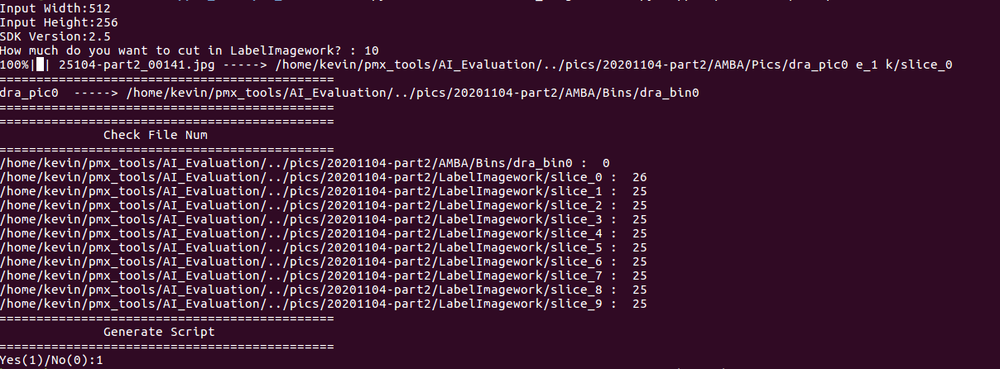 Input Width:512
Input Height:256
SDK Version:2.5
How much do you want to cut in LabelImagework? : 10
100%|█| 25104-part2_00141.jpg -----> /home/kevin/pmx_tools/AI_Evaluation/../pics/20201104-part2/AMBA/Pics/dra_pic0 e_1 k/slice_0
=============================================
dra_pic0  -----> /home/kevin/pmx_tools/AI_Evaluation/../pics/20201104-part2/AMBA/Bins/dra_bin0
=============================================
=============================================
              Check File Num
=============================================
/home/kevin/pmx_tools/AI_Evaluation/../pics/20201104-part2/AMBA/Bins/dra_bin0 :  0
/home/kevin/pmx_tools/AI_Evaluation/../pics/20201104-part2/LabelImagework/slice_0 :  26
/home/kevin/pmx_tools/AI_Evaluation/../pics/20201104-part2/LabelImagework/slice_1 :  25
/home/kevin/pmx_tools/AI_Evaluation/../pics/20201104-part2/LabelImagework/slice_2 :  25
/home/kevin/pmx_tools/AI_Evaluation/../pics/20201104-part2/LabelImagework/slice_3 :  25
/home/kevin/pmx_tools/AI_Evaluation/../pics/20201104-part2/LabelImagework/slice_4 :  25
/home/kevin/pmx_tools/AI_Evaluation/../pics/20201104-part2/LabelImagework/slice_5 :  25
/home/kevin/pmx_tools/AI_Evaluation/../pics/20201104-part2/LabelImagework/slice_6 :  25
/home/kevin/pmx_tools/AI_Evaluation/../pics/20201104-part2/LabelImagework/slice_7 :  25
/home/kevin/pmx_tools/AI_Evaluation/../pics/20201104-part2/LabelImagework/slice_8 :  25
/home/kevin/pmx_tools/AI_Evaluation/../pics/20201104-part2/LabelImagework/slice_9 :  25
=============================================
              Generate Script
=============================================
Yes(1)/No(0):1